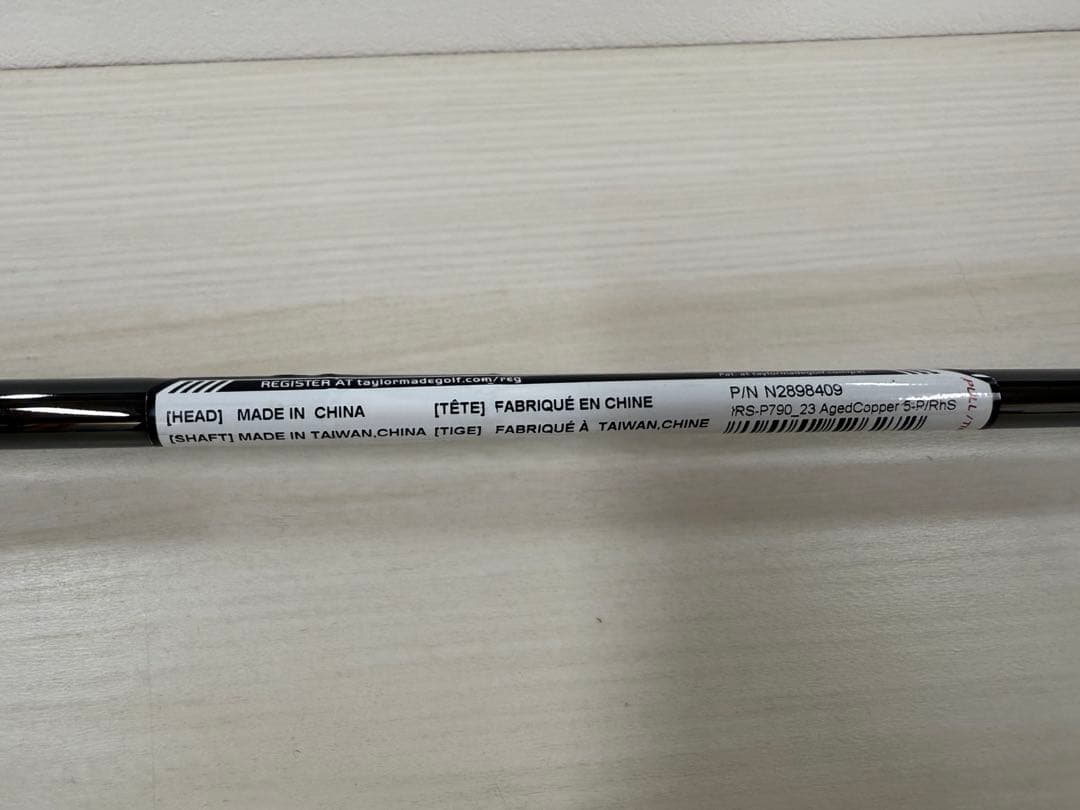 REGISTER AT taylormadegolf.com/reg
[HEAD] MADE IN CHINA [TÊTE] FABRIQUÉ EN CHINE
[SHAFT] MADE IN TAIWAN,CHINA [TIGE] FABRIQUÉ À TAIWAN,CHINE
P/N N2898409
RS-P790_23 AgedCopper 5-P/RhS
PULL